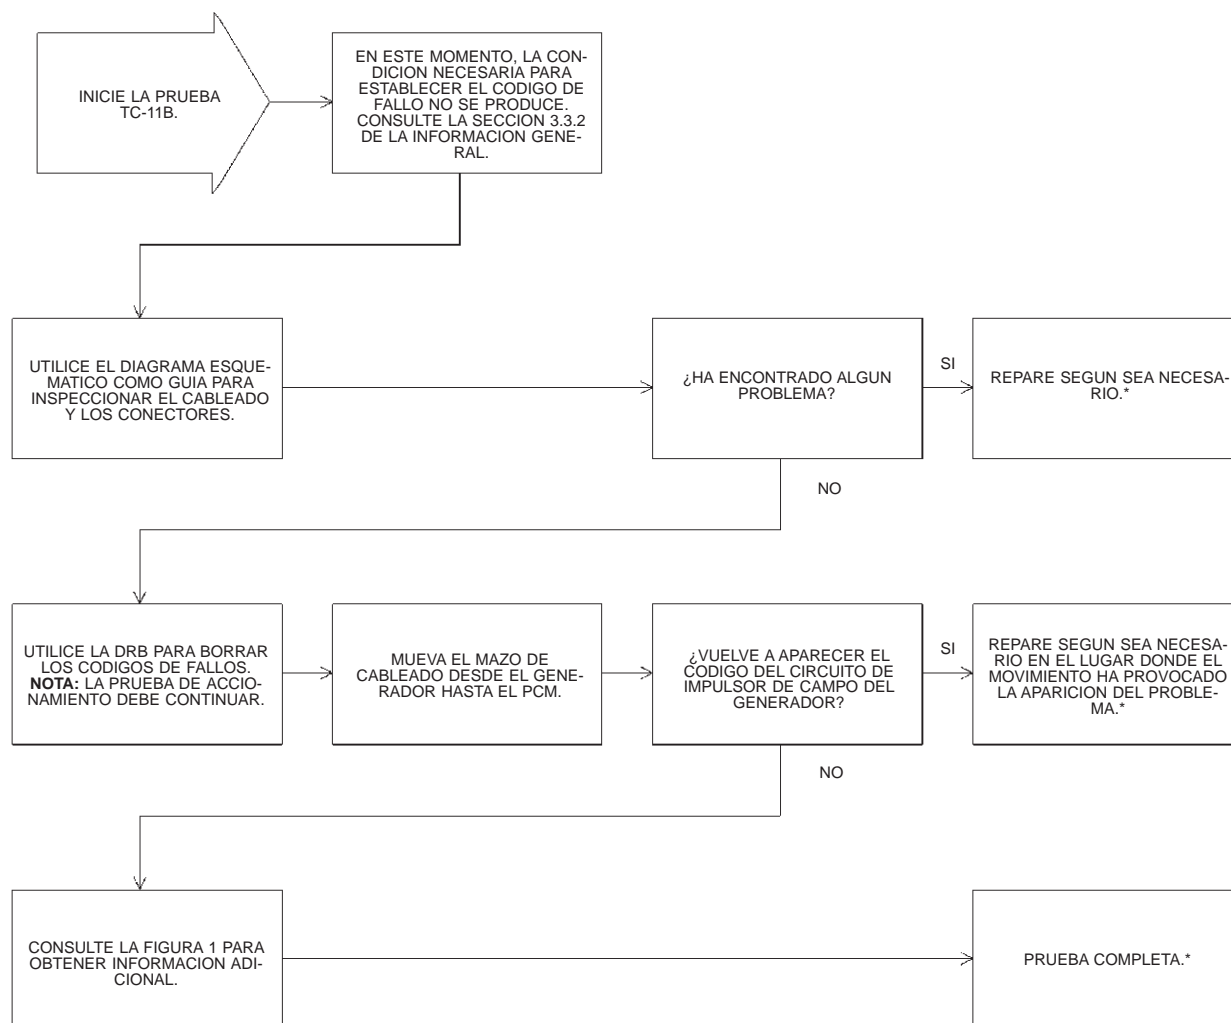 INICIE LA PRUEBA
TC-11B.
EN ESTE MOMENTO, LA CON-
DICION NECESARIA PARA
ESTABLECER EL CODIGO DE
FALLO NO SE PRODUCE.
CONSULTE LA SECCION 3.3.2
DE LA INFORMACION GENE-
RAL.
UTILICE EL DIAGRAMA ESQUE-
MATICO COMO GUIA PARA
INSPECCIONAR EL CABLEADO
Y LOS CONECTORES.
¿HA ENCONTRADO ALGUN
PROBLEMA?
SI
REPARE SEGUN SEA NECESA-
RIO.*
NO
UTILICE LA DRB PARA BORRAR
LOS CODIGOS DE FALLOS.
NOTA: LA PRUEBA DE ACCIO-
NAMIENTO DEBE CONTINUAR.
MUEVA EL MAZO DE
CABLEADO DESDE EL GENE-
RADOR HASTA EL PCM.
¿VUELVE A APARECER EL
CODIGO DEL CIRCUITO DE
IMPULSOR DE CAMPO DEL
GENERADOR?
SI
REPARE SEGUN SEA NECESA-
RIO EN EL LUGAR DONDE EL
MOVIMIENTO HA PROVOCADO
LA APARICION DEL PROBLE-
MA.*
NO
CONSULTE LA FIGURA 1 PARA
OBTENER INFORMACION ADI-
CIONAL.
PRUEBA COMPLETA.*